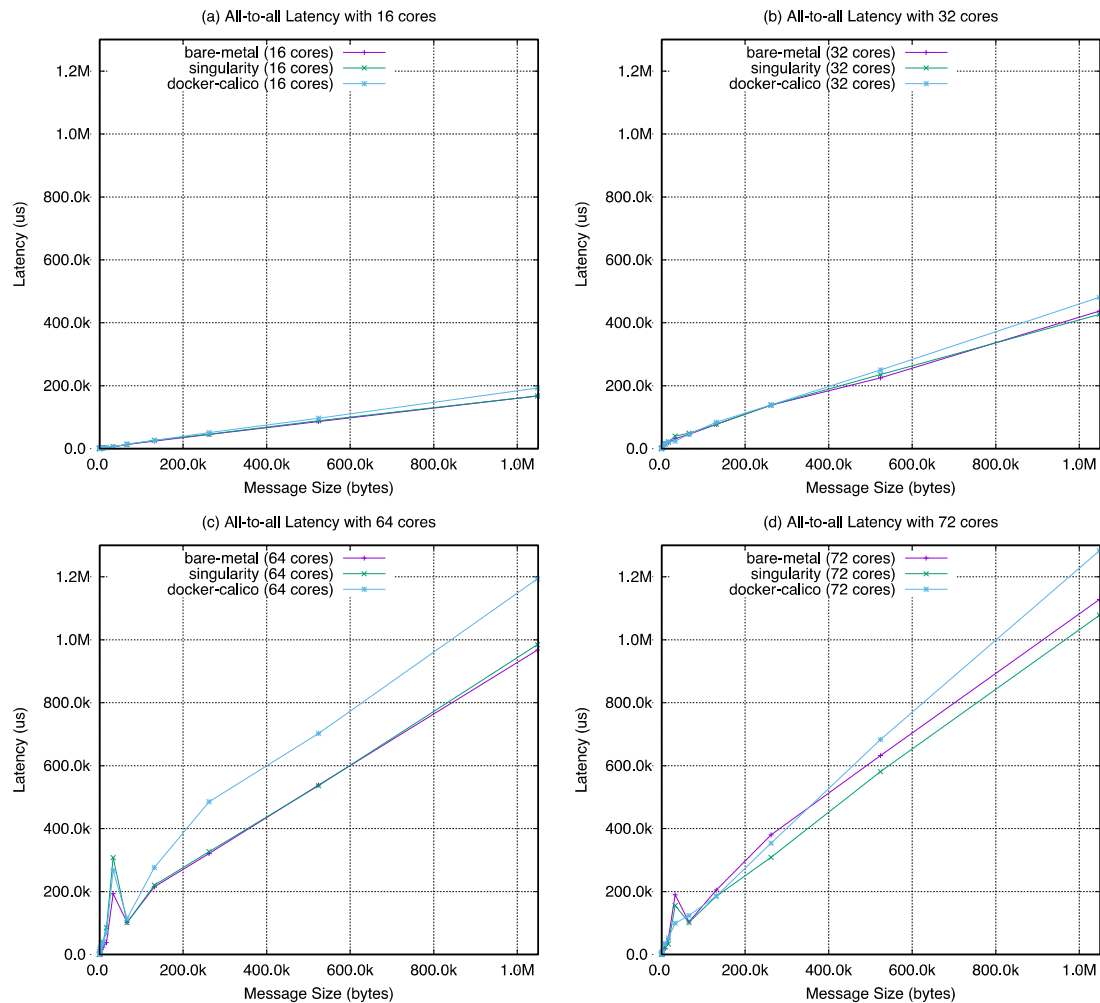 (a) All-to-all Latency with 16 cores
bare-metal (16 cores)
singularity (16 cores)
docker-calico (16 cores)
1.2M
1.0M
800.0k
600.0k
400.0k
200.0k
0.0
Latency (us)
0.0 200.0k 400.0k 600.0k 800.0k 1.0M
Message Size (bytes)
(b) All-to-all Latency with 32 cores
bare-metal (32 cores)
singularity (32 cores)
docker-calico (32 cores)
1.2M
1.0M
800.0k
600.0k
400.0k
200.0k
0.0
Latency (us)
0.0 200.0k 400.0k 600.0k 800.0k 1.0M
Message Size (bytes)
(c) All-to-all Latency with 64 cores
bare-metal (64 cores)
singularity (64 cores)
docker-calico (64 cores)
1.2M
1.0M
800.0k
600.0k
400.0k
200.0k
0.0
Latency (us)
0.0 200.0k 400.0k 600.0k 800.0k 1.0M
Message Size (bytes)
(d) All-to-all Latency with 72 cores
bare-metal (72 cores)
singularity (72 cores)
docker-calico (72 cores)
1.2M
1.0M
800.0k
600.0k
400.0k
200.0k
0.0
Latency (us)
0.0 200.0k 400.0k 600.0k 800.0k 1.0M
Message Size (bytes)